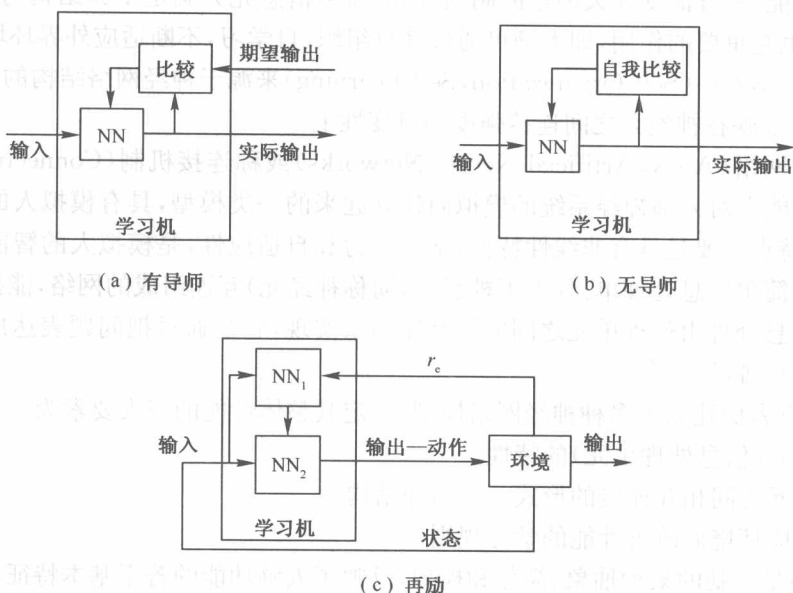 比较
期望输出
NN
输入
实际输出
学习机
(a) 有导师
自我比较
NN
输入
实际输出
学习机
(b) 无导师
NN₁
rₑ
输入
NN₂
输出—动作
环境
输出
学习机
状态
(c) 再励